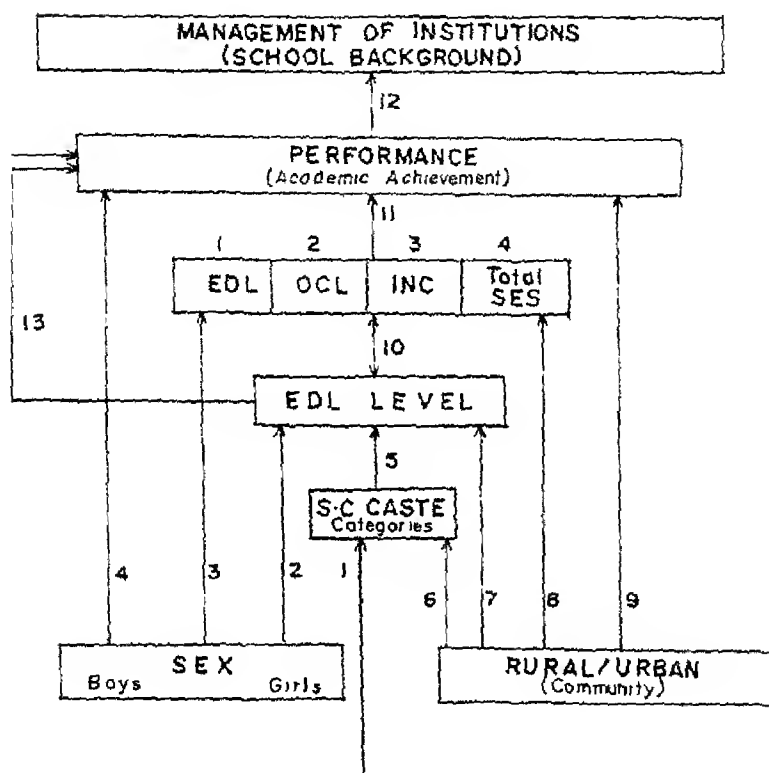 MANAGEMENT OF INSTITUTIONS
(SCHOOL BACKGROUND)
12
PERFORMANCE
(Academic Achievement)
11
1 2 3 4
EDL OCL INC Total SES
13
10
EDL LEVEL
5
S.C CASTE
Categories
4 3 2 1 6 7 8 9
SEX
Boys Girls
RURAL/URBAN
(Community)